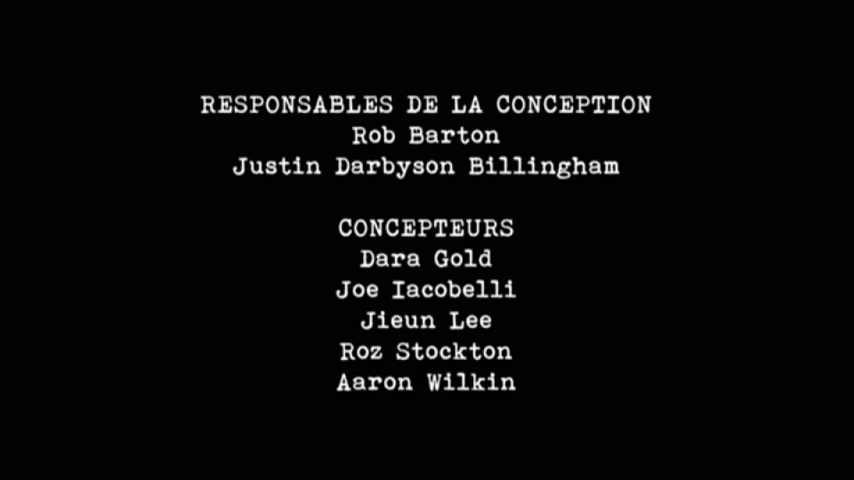 RESPONSABLES DE LA CONCEPTION
Rob Barton
Justin Darbyson Billingham
CONCEPTEURS
Dara Gold
Joe Iacobelli
Jieun Lee
Roz Stockton
Aaron Wilkin